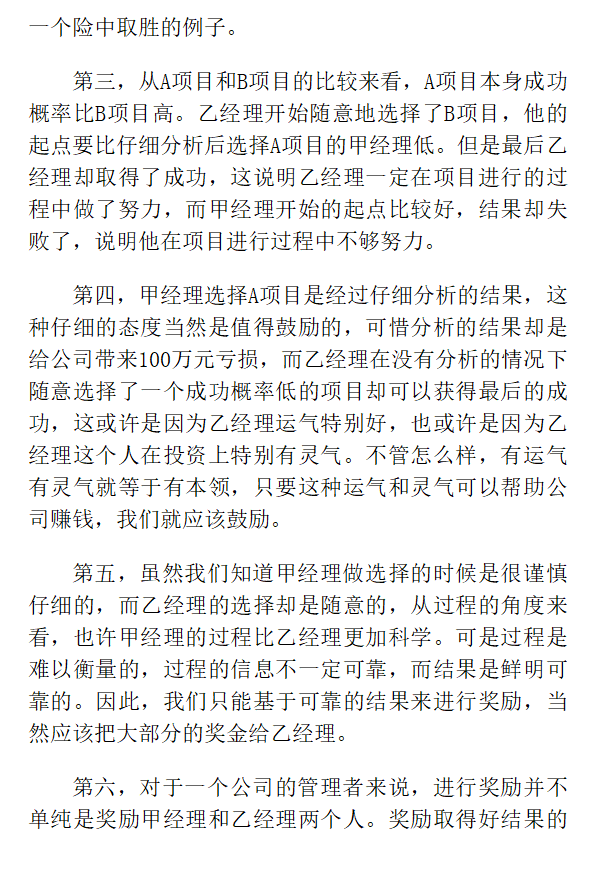 一个险中取胜的例子。
第三，从A项目和B项目的比较来看，A项目本身成功
概率比B项目高。乙经理开始随意地选择了B项目，他的
起点要比仔细分析后选择A项目的甲经理低。但是最后乙
经理却取得了成功，这说明乙经理一定在项目进行的过
程中做了努力，而甲经理开始的起点比较好，结果却失
败了，说明他在项目进行过程中不够努力。
第四，甲经理选择A项目是经过仔细分析的结果，这
种仔细的态度当然是值得鼓励的，可惜分析的结果却是
给公司带来100万元亏损，而乙经理在没有分析的情况下
随意选择了一个成功概率低的项目却可以获得最后的成
功，这或许是因为乙经理运气特别好，也或许是因为乙
经理这个人在投资上特别有灵气。不管怎么样，有运气
有灵气就等于有本领，只要这种运气和灵气可以帮助公
司赚钱，我们就应该鼓励。
第五，虽然我们知道甲经理做选择的时候是很谨慎
仔细的，而乙经理的选择却是随意的，从过程的角度来
看，也许甲经理的过程比乙经理更加科学。可是过程是
难以衡量的，过程的信息不一定可靠，而结果是鲜明可
靠的。因此，我们只能基于可靠的结果来进行奖励，当
然应该把大部分的奖金给乙经理。
第六，对于一个公司的管理者来说，进行奖励并不
单纯是奖励甲经理和乙经理两个人。奖励取得好结果的